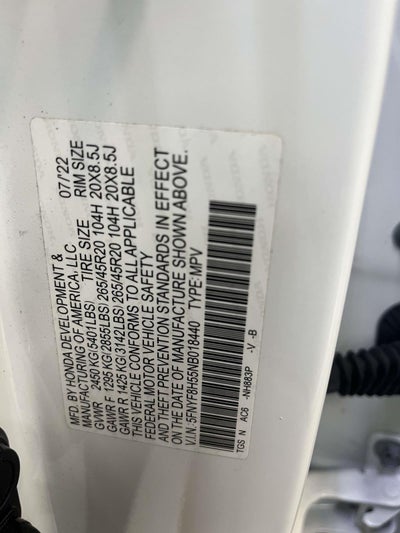 MFD. BY HONDA DEVELOPMENT &
MANUFACTURING OF AMERICA, LLC 07/'22
GVWR 2450 KG(5401LBS) TIRE SIZE RIM SIZE
GAWR F 1295 KG(2855LBS) 265/45R20 104H 20X8.5J
GAWR R 1425 KG(3142LBS) 265/45R20 104H 20X8.5J
THIS VEHICLE CONFORMS TO ALL APPLICABLE
FEDERAL MOTOR VEHICLE SAFETY
AND THEFT PREVENTION STANDARDS IN EFFECT
ON THE DATE OF MANUFACTURE SHOWN ABOVE.
V.I.N. 5FNYF8H55NB018440 TYPE:MPV
TGS N AC6 -NH883P -V -B